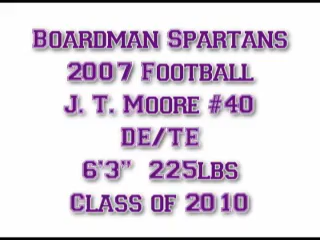 Boardman Spartans
2007 Football
J. T. Moore #40
DE/TE
6'3" 225lbs
Class of 2010